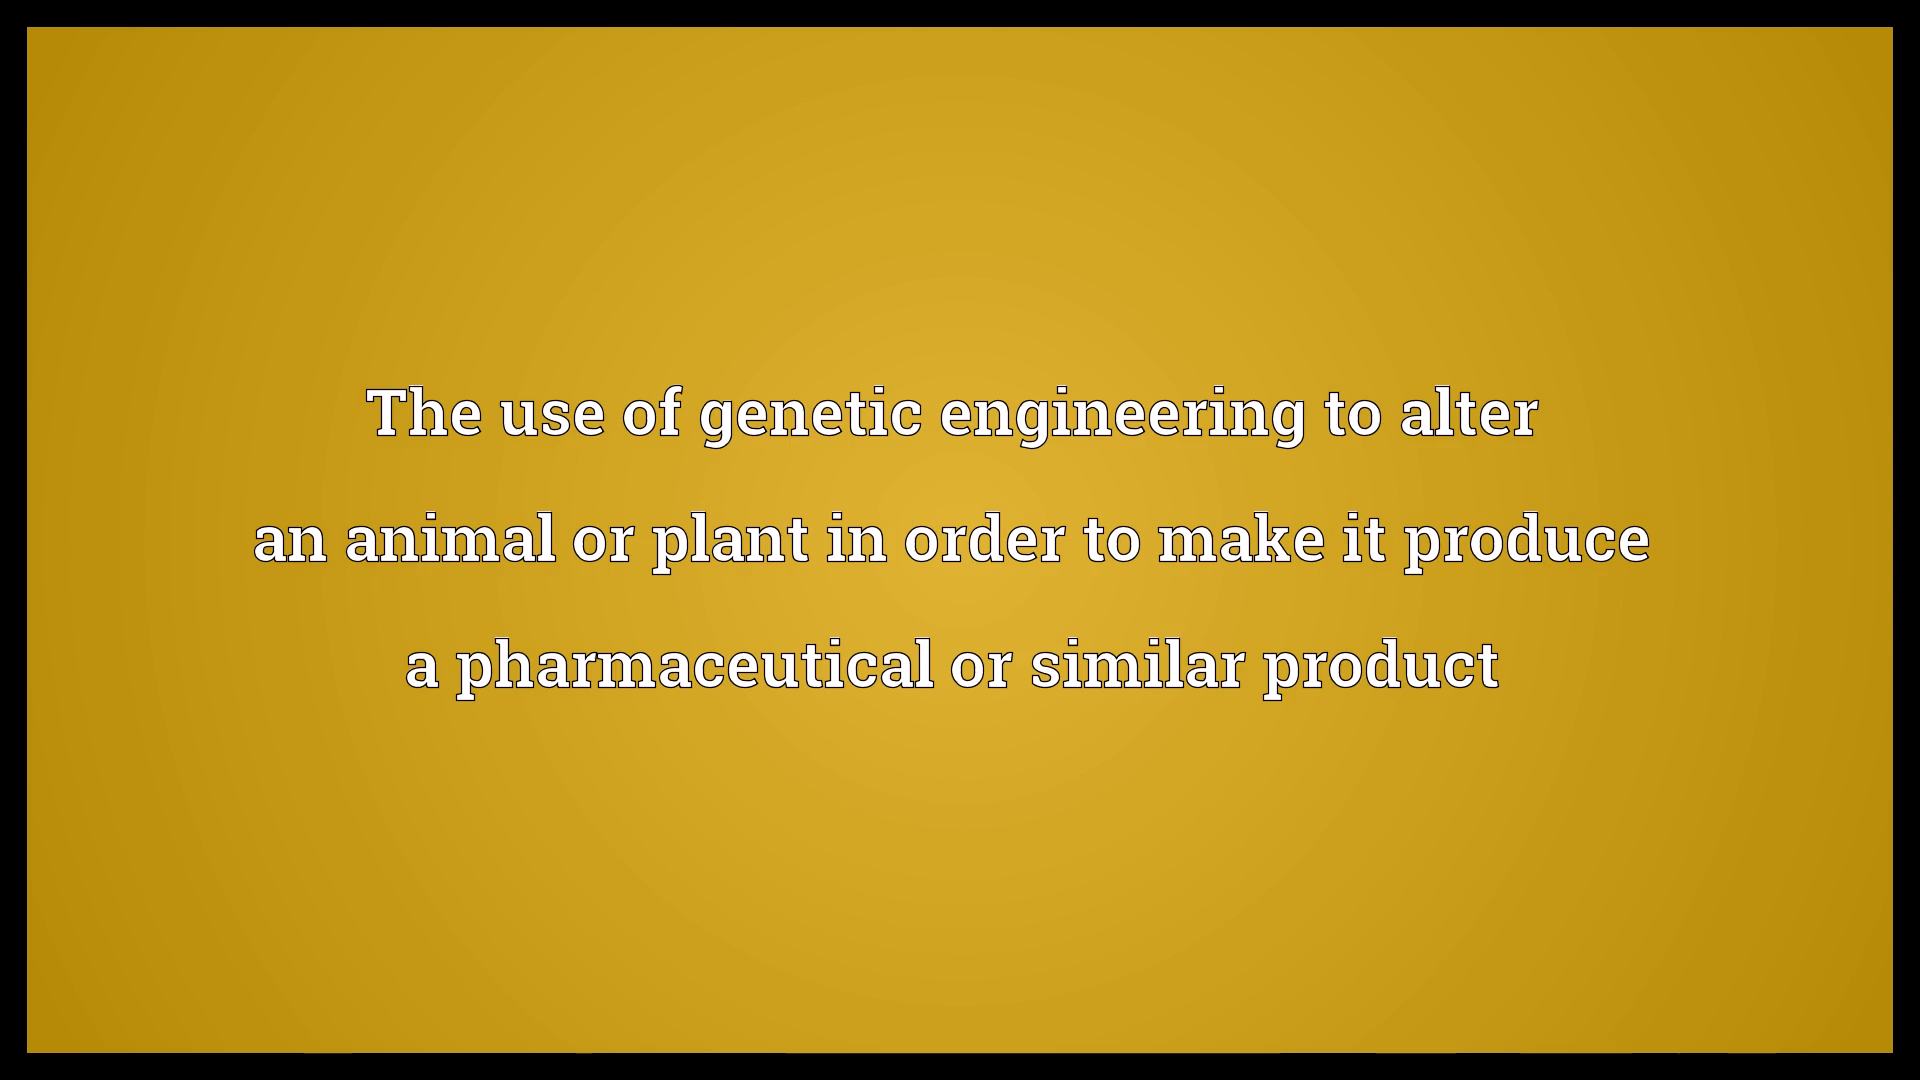 The use of genetic engineering to alter
an animal or plant in order to make it produce
a pharmaceutical or similar product